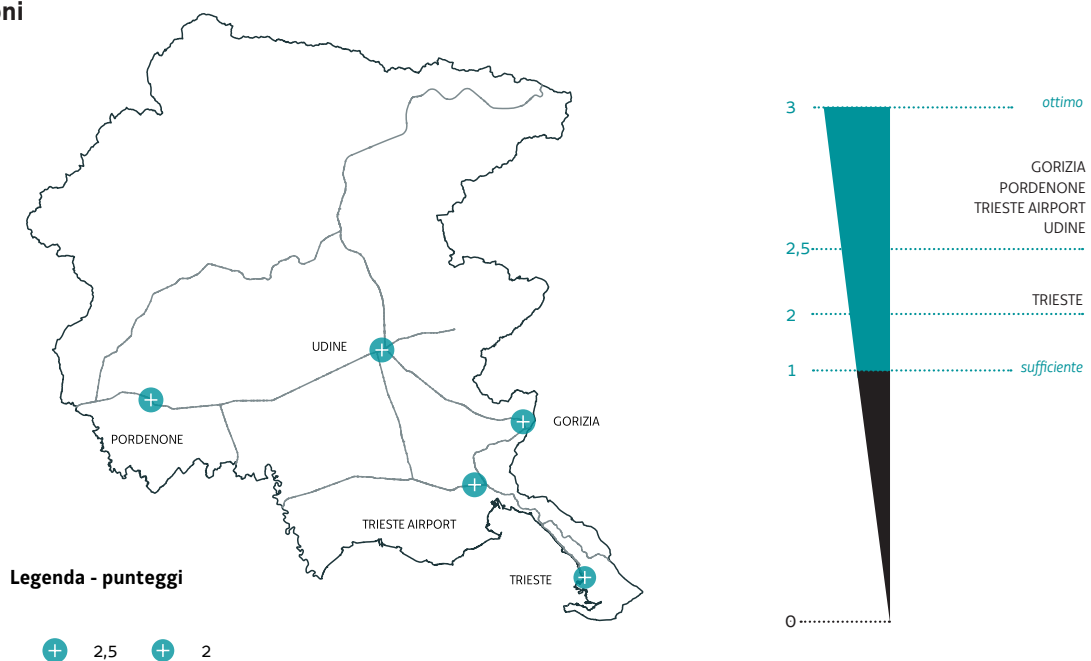 oni
UDINE
PORDENONE
GORIZIA
TRIESTE AIRPORT
TRIESTE
Legenda - punteggi
2,5 2
3 ottimo
GORIZIA
PORDENONE
TRIESTE AIRPORT
UDINE
2,5
TRIESTE
2
1 sufficiente
0